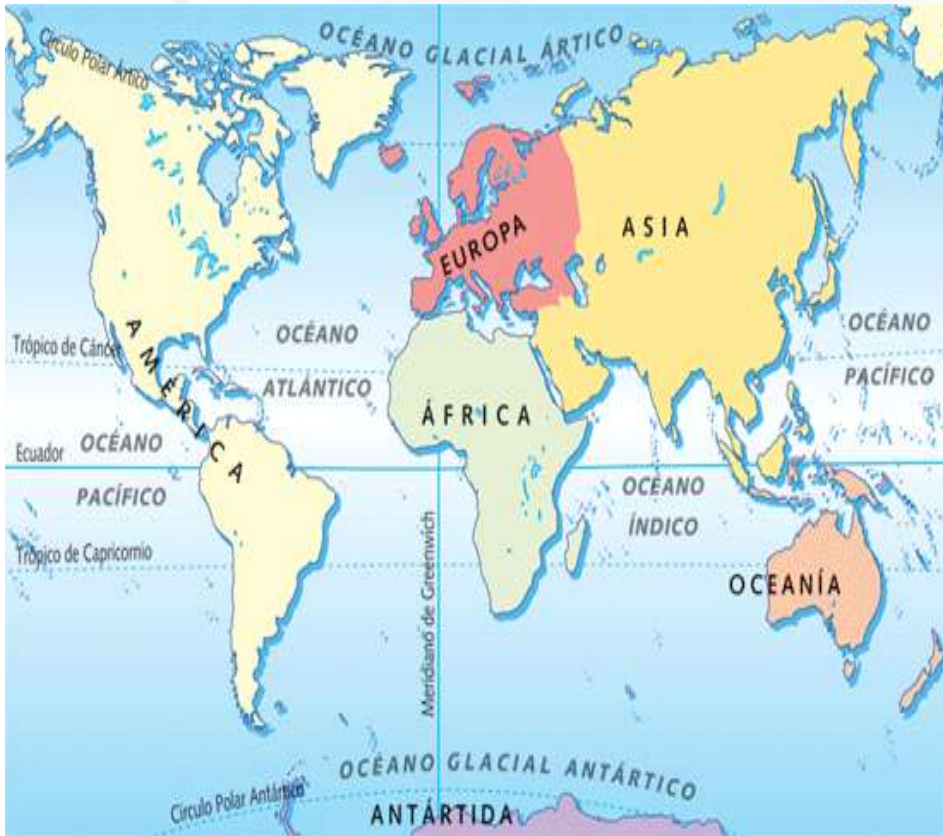 OCÉANO GLACIAL ÁRTICO
Círculo Polar Ártico
EUROPA
ASIA
OCÉANO
ATLÁNTICO
OCÉANO
PACÍFICO
Trópico de Cáncer
AMÉRICA
ÁFRICA
Ecuador
OCÉANO
PACÍFICO
OCÉANO
ÍNDICO
Trópico de Capricornio
Meridiano de Greenwich
OCEANÍA
OCÉANO GLACIAL ANTÁRTICO
Círculo Polar Antártico
ANTÁRTIDA